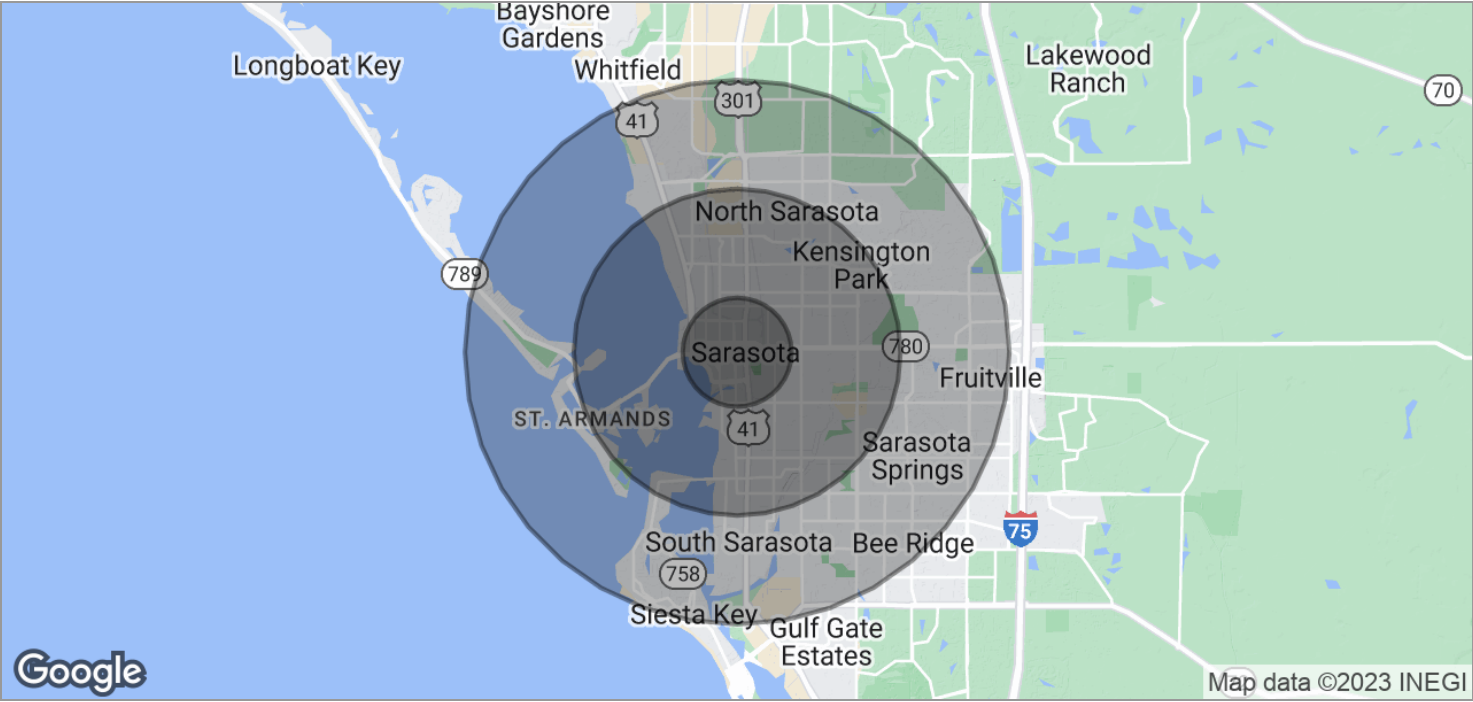 Bayshore
Gardens
Longboat Key
Whitfield
Lakewood
Ranch
70
301
41
North Sarasota
Kensington
Park
789
Sarasota
780
Fruitville
ST. ARMANDS
41
Sarasota
Springs
75
South Sarasota
Bee Ridge
758
Siesta Key
Gulf Gate
Estates
Google
Map data ©2023 INEGI